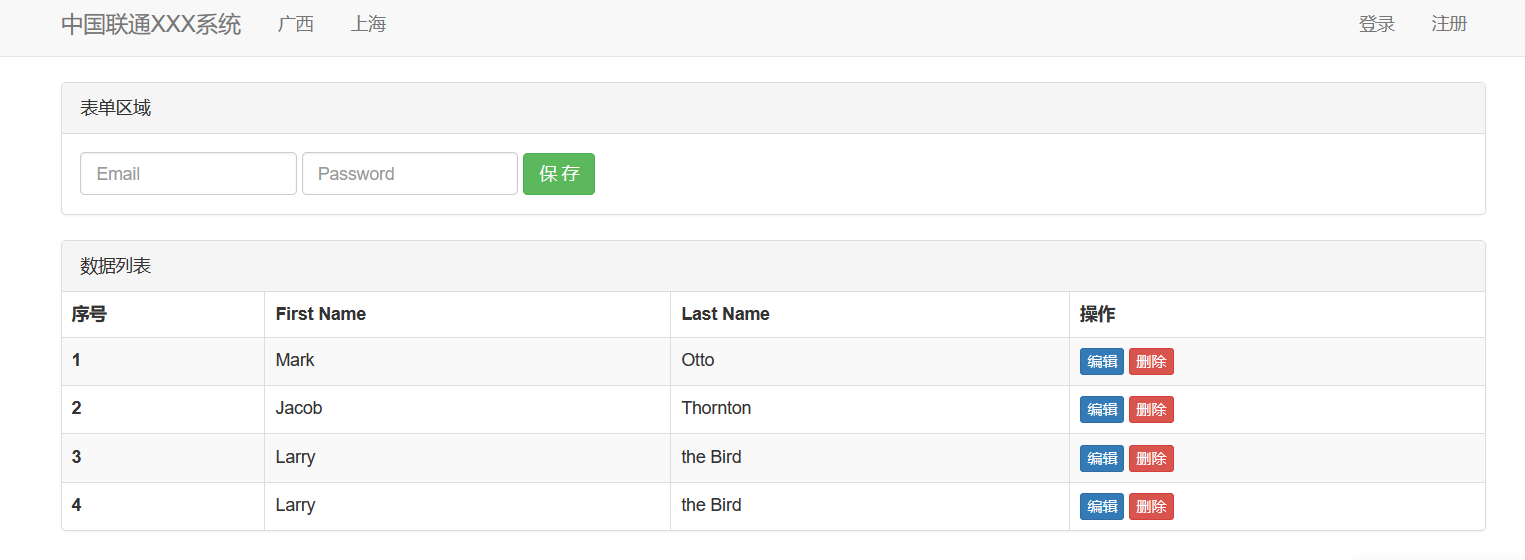 中国联通XXX系统 广西 上海 登录 注册
表单区域
Email Password 保 存
数据列表
序号 First Name Last Name 操作
1 Mark Otto 编辑 删除
2 Jacob Thornton 编辑 删除
3 Larry the Bird 编辑 删除
4 Larry the Bird 编辑 删除